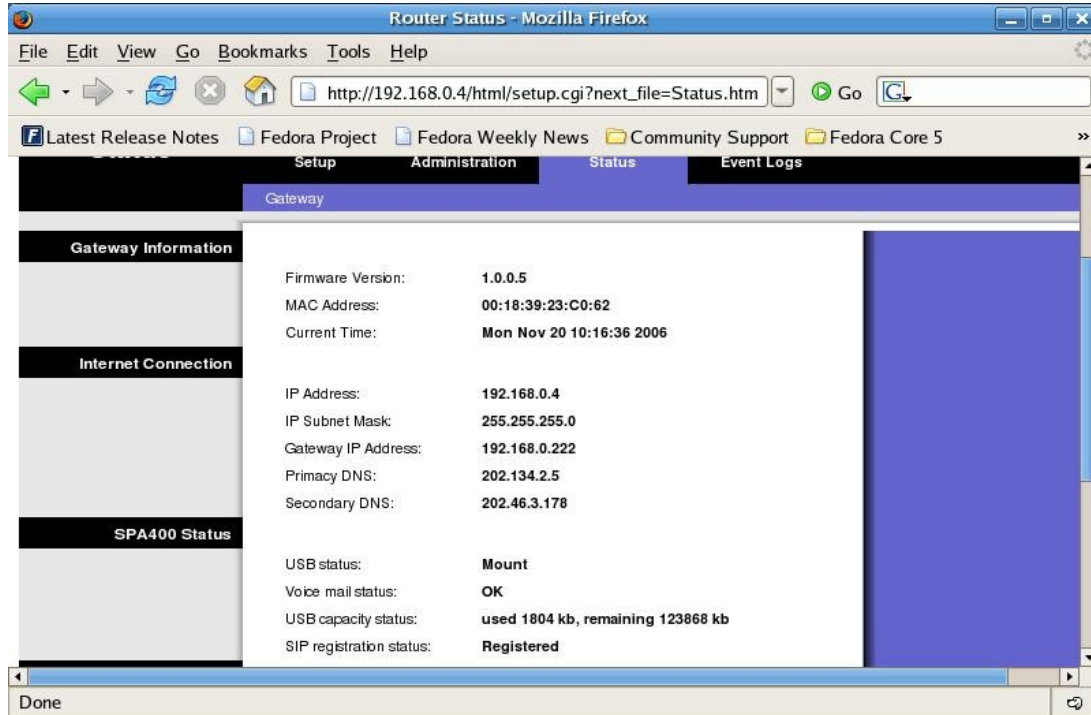 Router Status - Mozilla Firefox
File Edit View Go Bookmarks Tools Help
http://192.168.0.4/html/setup.cgi?next_file=Status.htm Go G
Latest Release Notes Fedora Project Fedora Weekly News Community Support Fedora Core 5 »
Setup Administration Status Event Logs
Gateway
Gateway Information
Firmware Version: 1.0.0.5
MAC Address: 00:18:39:23:C0:62
Current Time: Mon Nov 20 10:16:36 2006
Internet Connection
IP Address: 192.168.0.4
IP Subnet Mask: 255.255.255.0
Gateway IP Address: 192.168.0.222
Primacy DNS: 202.134.2.5
Secondary DNS: 202.46.3.178
SPA400 Status
USB status: Mount
Voice mail status: OK
USB capacity status: used 1804 kb, remaining 123868 kb
SIP registration status: Registered
Done